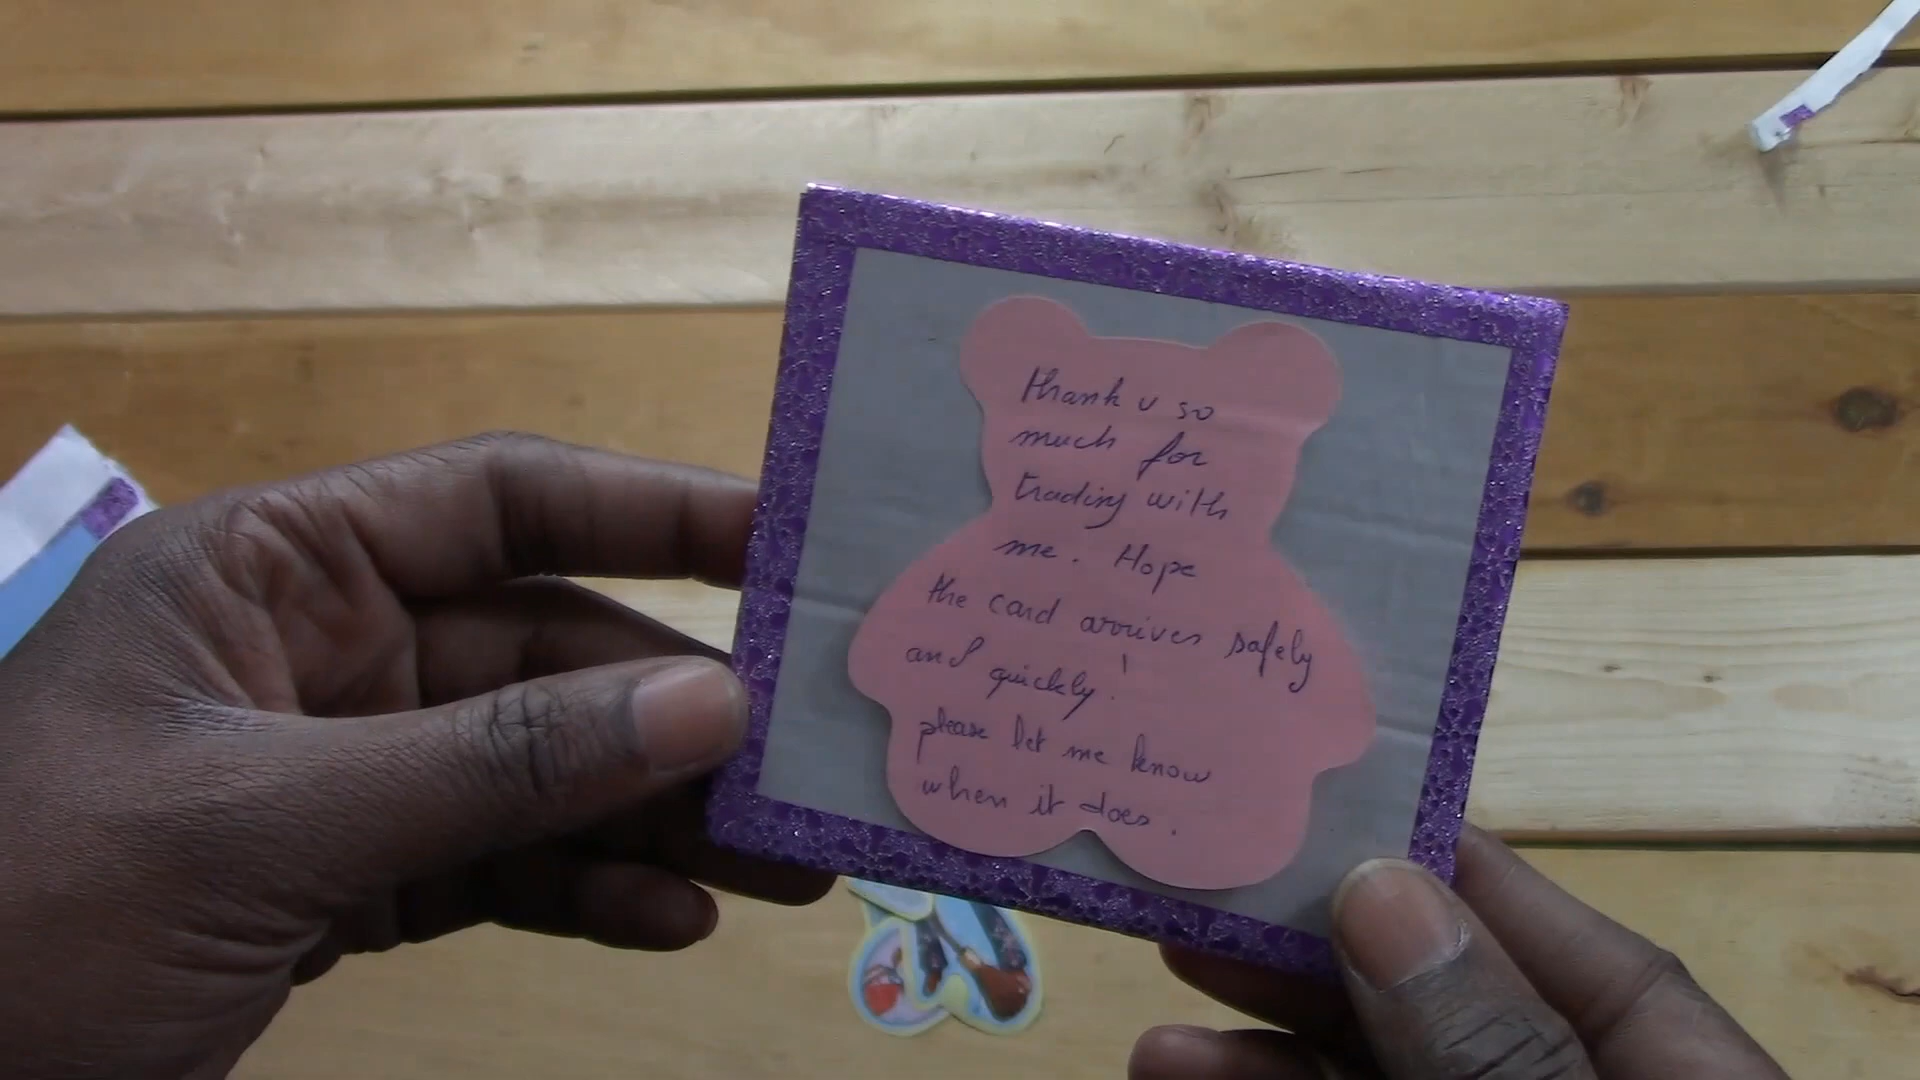 thank u so
much for
trading with
me. Hope
the card arrives safely
and quickly!
please let me know
when it does.